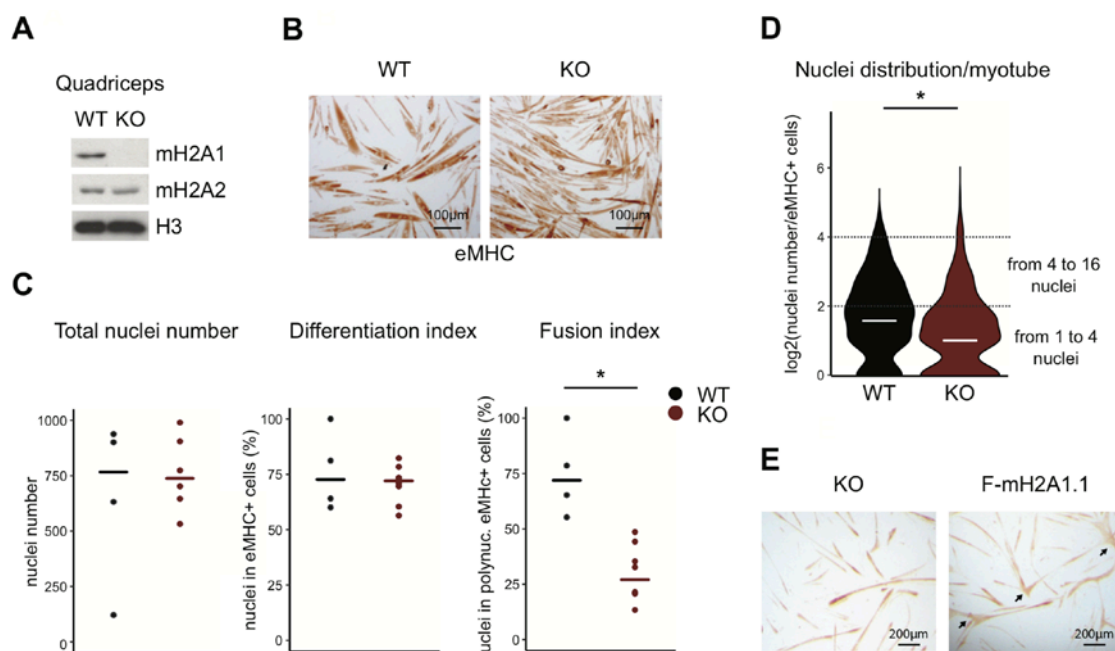 A
Quadriceps
WT KO
mH2A1
mH2A2
H3
B
WT KO
100μm 100μm
eMHC
C
Total nuclei number
nuclei number
1000
750
500
250
0
Differentiation index
nuclei in eMHC+ cells (%)
100
75
50
25
0
Fusion index
*
nuclei in polynuc. eMHc+ cells (%)
100
75
50
25
0
WT
KO
D
Nuclei distribution/myotube
*
log2(nuclei number/eMHC+ cells)
6
4
2
0
from 4 to 16
nuclei
from 1 to 4
nuclei
WT KO
E
KO F-mH2A1.1
200μm 200μm